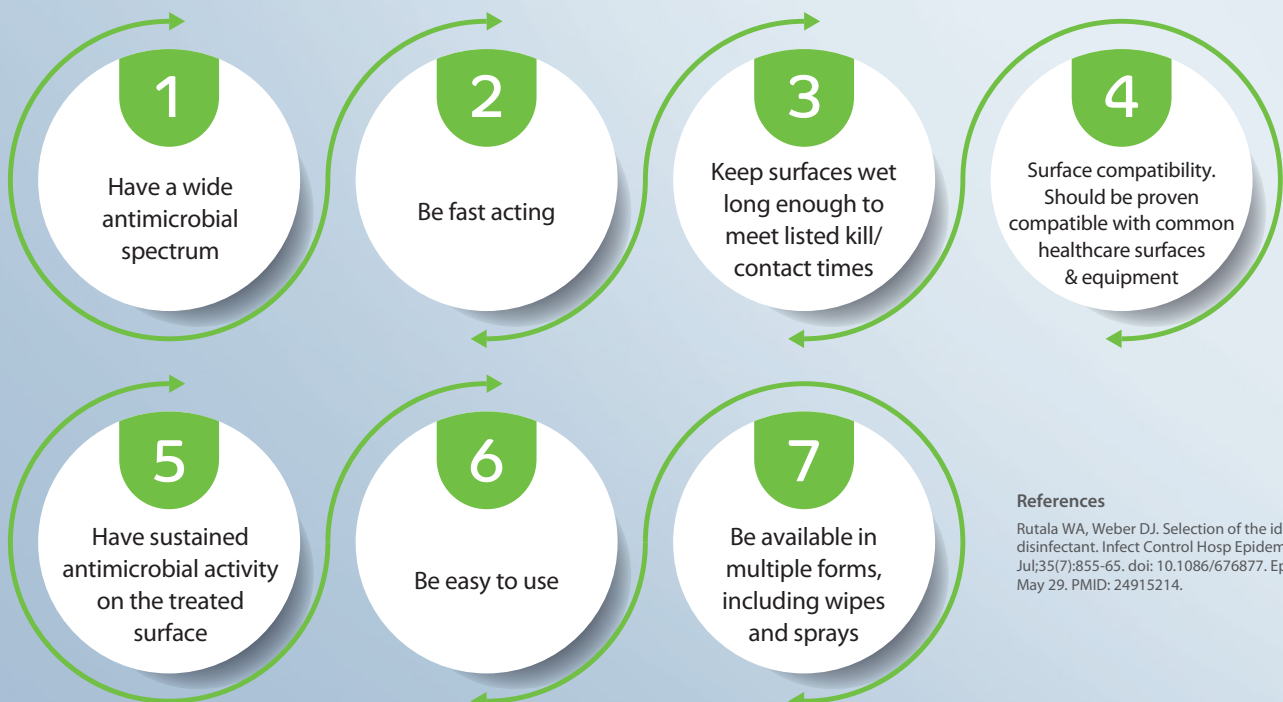 1
Have a wide
antimicrobial
spectrum
2
Be fast acting
3
Keep surfaces wet
long enough to
meet listed kill/
contact times
4
Surface compatibility.
Should be proven
compatible with common
healthcare surfaces
& equipment
5
Have sustained
antimicrobial activity
on the treated
surface
6
Be easy to use
7
Be available in
multiple forms,
including wipes
and sprays
References
Rutala WA, Weber DJ. Selection of the
disinfectant. Infect Control Hosp
Jul;35(7):855-65. doi: 10.1086/676877.
May 29. PMID: 24915214.